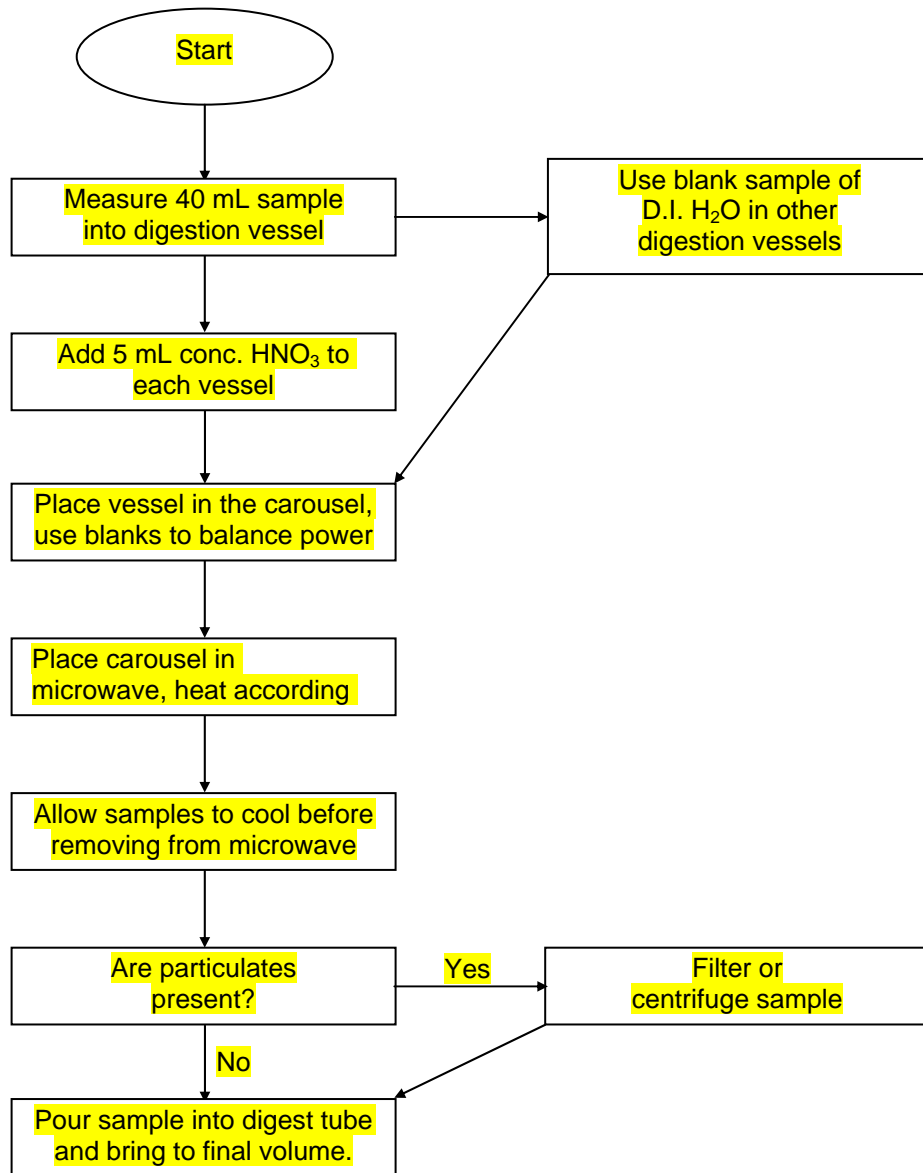 Start
Measure 40 mL sample
into digestion vessel
Use blank sample of
D.I. H₂O in other
digestion vessels
Add 5 mL conc. HNO₃ to
each vessel
Place vessel in the carousel,
use blanks to balance power
Place carousel in
microwave, heat according
Allow samples to cool before
removing from microwave
Are particulates
present?
Yes
Filter or
centrifuge sample
No
Pour sample into digest tube
and bring to final volume.